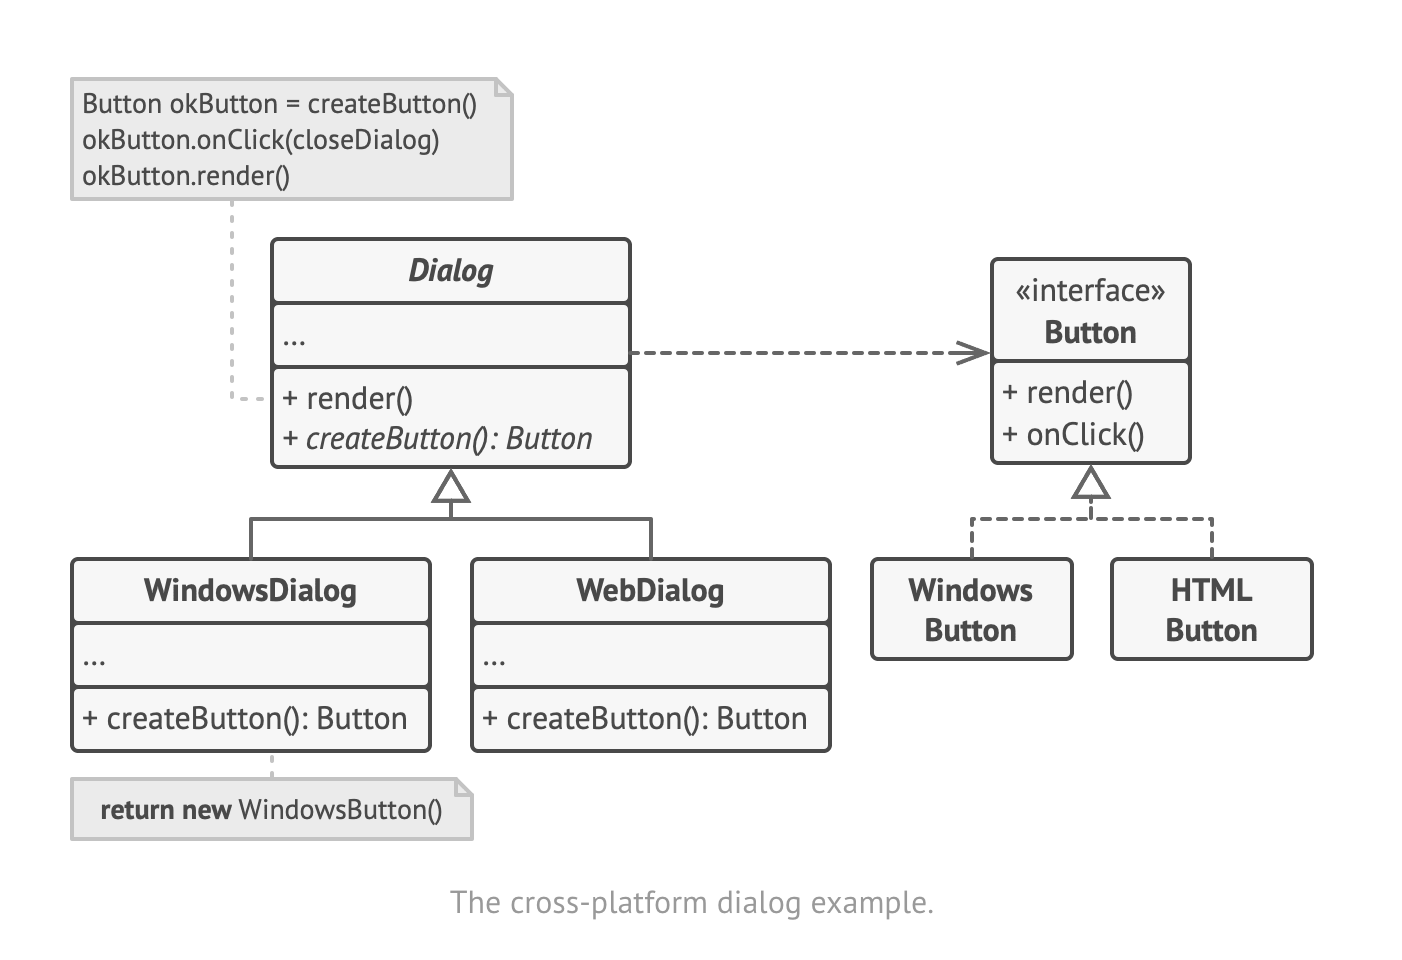 Button okButton = createButton()
okButton.onClick(closeDialog)
okButton.render()
Dialog
...
+ render()
+ createButton(): Button
«interface»
Button
+ render()
+ onClick()
WindowsDialog
...
+ createButton(): Button
WebDialog
...
+ createButton(): Button
Windows
Button
HTML
Button
return new WindowsButton()
The cross-platform dialog example.